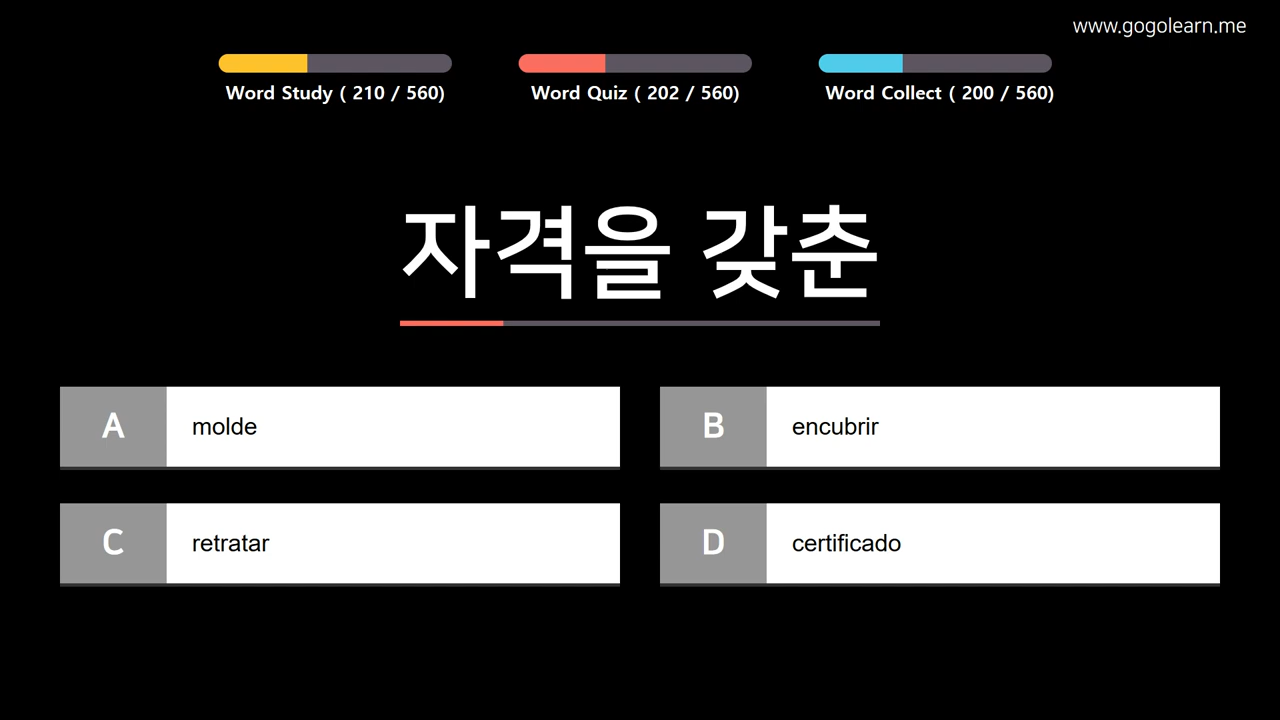 www.gogolearn.me
Word Study ( 210 / 560)
Word Quiz ( 202 / 560)
Word Collect ( 200 / 560)
자격을 갖춘
A molde
B encubrir
C retratar
D certificado